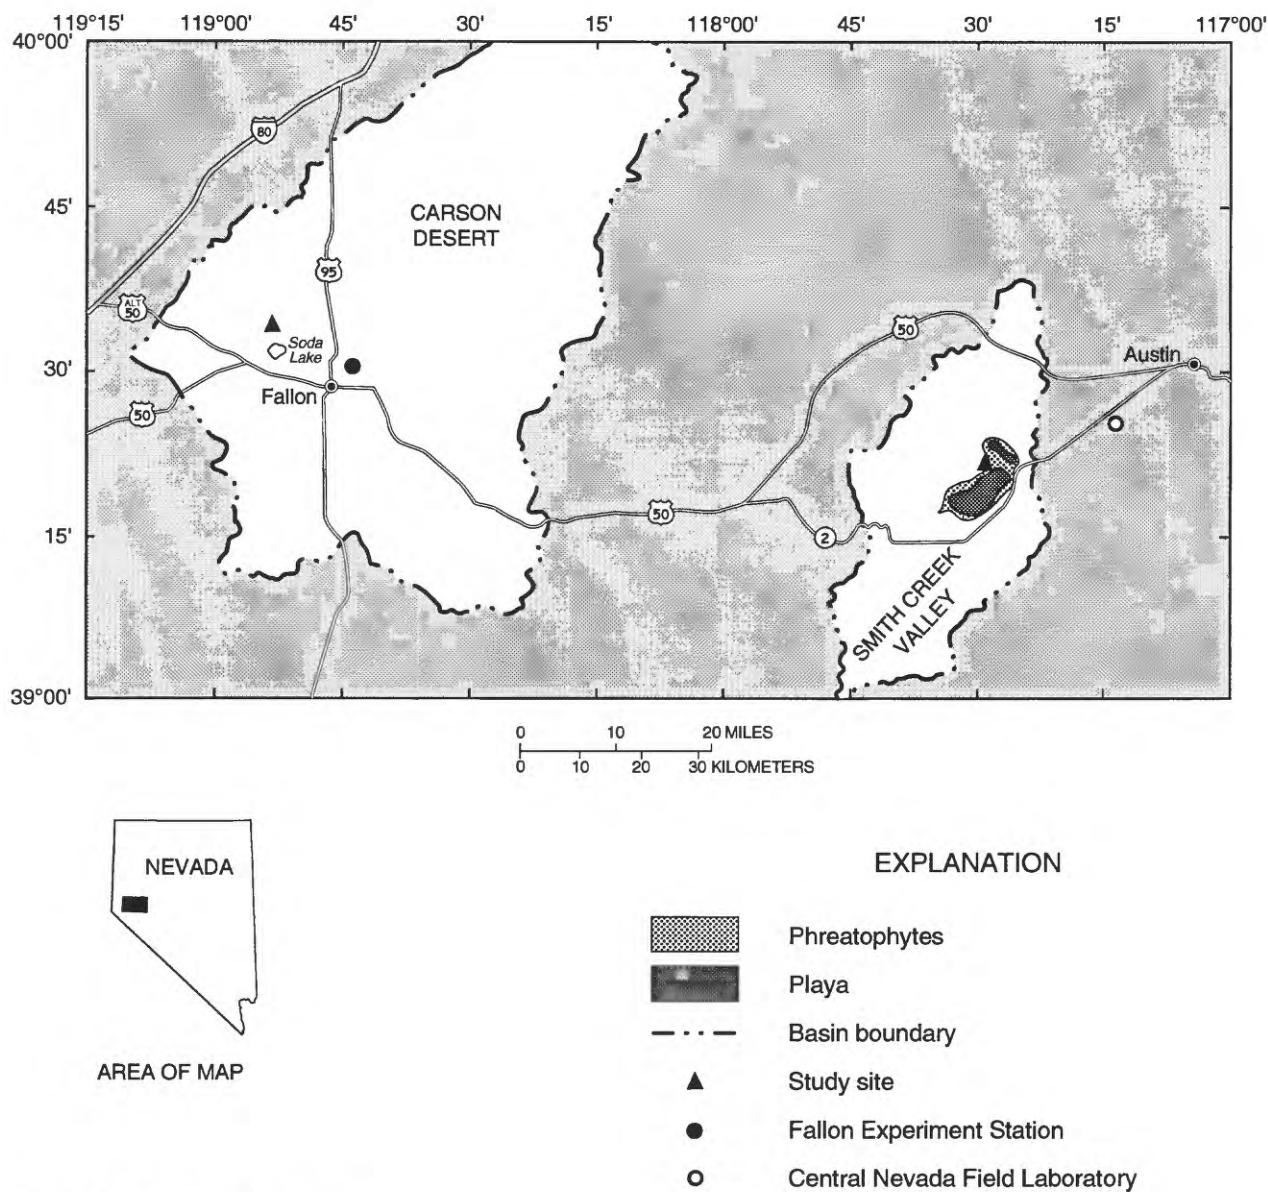 119°15' 119°00' 45' 30' 15' 118°00' 45' 30' 15' 117°00'
40°00'
45'
30'
15'
39°00'
80
95
ALT
50
50
50
50
2
CARSON
DESERT
Soda
Lake
Fallon
Austin
SMITH CREEK
VALLEY
0 10 20 MILES
0 10 20 30 KILOMETERS
NEVADA
AREA OF MAP
EXPLANATION
Phreatophytes
Playa
Basin boundary
Study site
Fallon Experiment Station
Central Nevada Field Laboratory